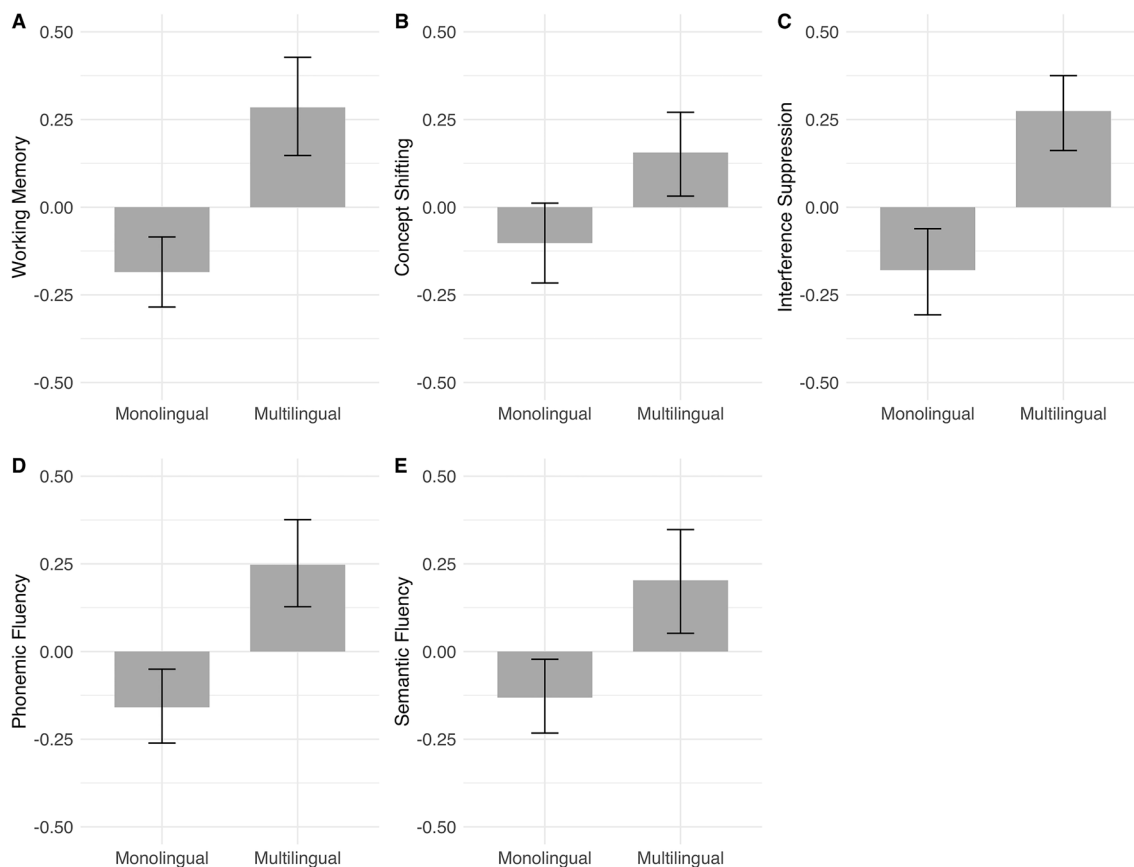 A
Working Memory
0.50
0.25
0.00
-0.25
-0.50
Monolingual Multilingual
B
Concept Shifting
0.50
0.25
0.00
-0.25
-0.50
Monolingual Multilingual
C
Interference Suppression
0.50
0.25
0.00
-0.25
-0.50
Monolingual Multilingual
D
Phonemic Fluency
0.50
0.25
0.00
-0.25
-0.50
Monolingual Multilingual
E
Semantic Fluency
0.50
0.25
0.00
-0.25
-0.50
Monolingual Multilingual